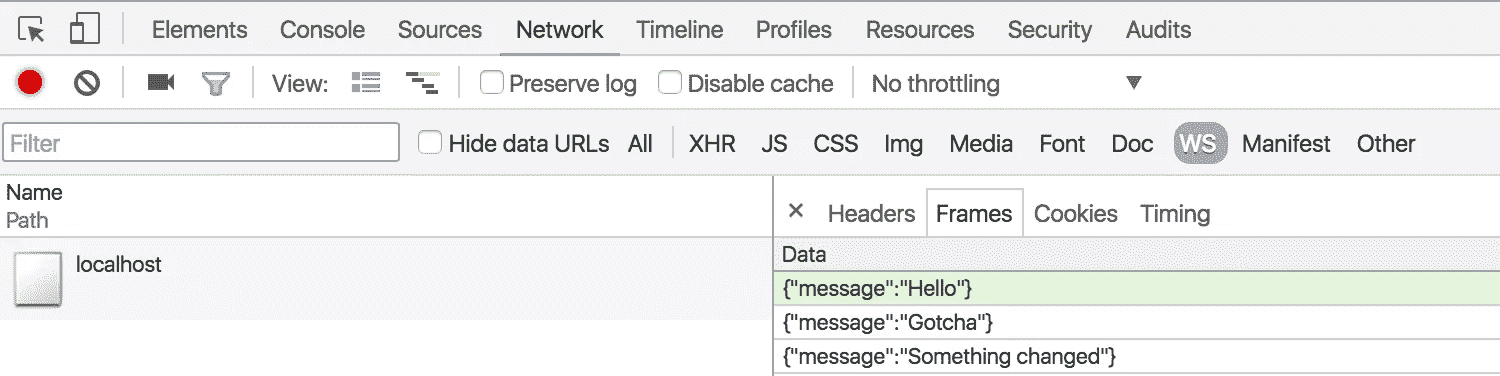 Elements Console Sources Network Timeline Profiles Resources Security Audits
View: Preserve log Disable cache No throttling
Filter Hide data URLs All XHR JS CSS Img Media Font Doc WS Manifest Other
Name
Path
localhost
× Headers Frames Cookies Timing
Data
{"message":"Hello"}
{"message":"Gotcha"}
{"message":"Something changed"}